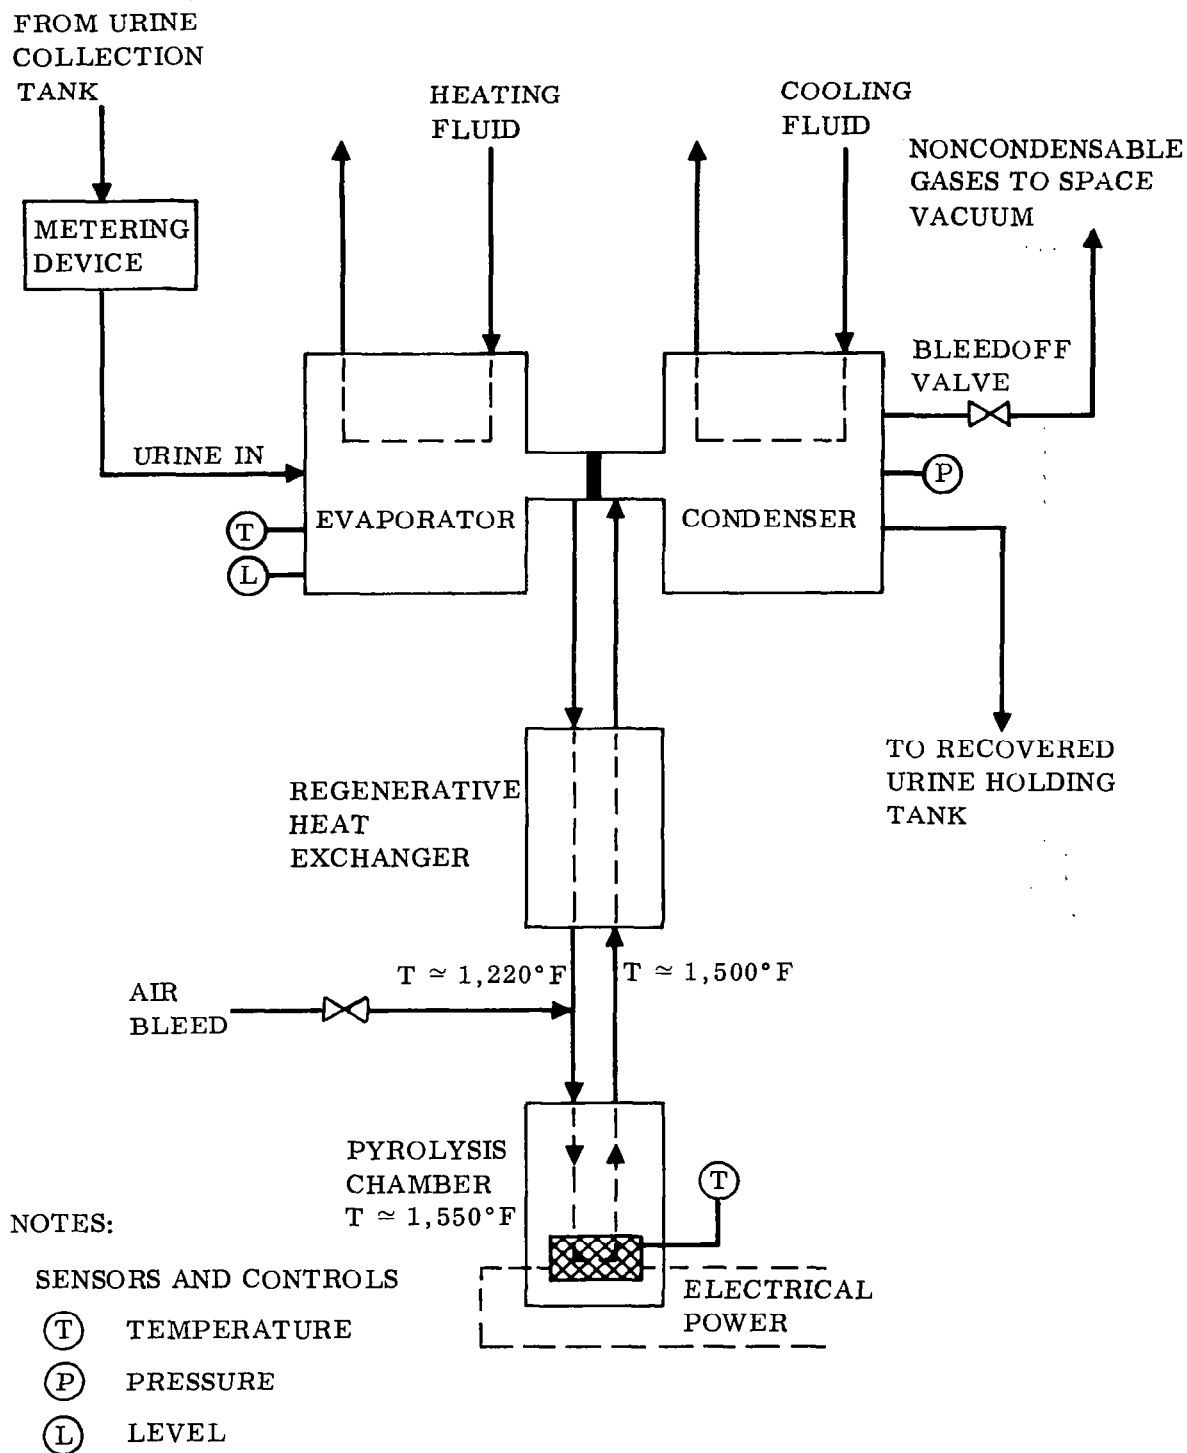 FROM URINE
COLLECTION
TANK
HEATING
FLUID
COOLING
FLUID
NONCONDENSABLE
GASES TO SPACE
VACUUM
METERING
DEVICE
BLEEDOFF
VALVE
URINE IN
P
EVAPORATOR
CONDENSER
T
L
TO RECOVERED
URINE HOLDING
TANK
REGENERATIVE
HEAT
EXCHANGER
T ≃ 1,220°F
T ≃ 1,500°F
AIR
BLEED
PYROLYSIS
CHAMBER
T ≃ 1,550°F
T
ELECTRICAL
POWER
NOTES:
SENSORS AND CONTROLS
T TEMPERATURE
P PRESSURE
L LEVEL